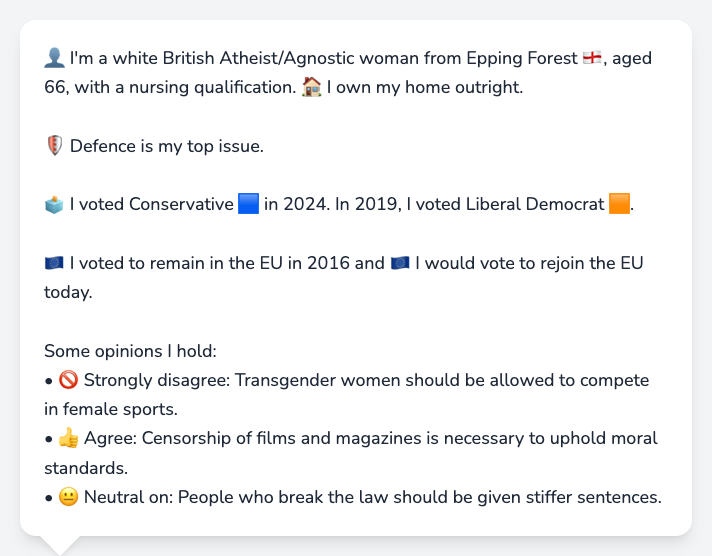 👤 I'm a white British Atheist/Agnostic woman from Epping Forest 🏴󠁧󠁢󠁥󠁮󠁧󠁿, aged
66, with a nursing qualification. 🏠 I own my home outright.
🛡️ Defence is my top issue.
🗳️ I voted Conservative 🟦 in 2024. In 2019, I voted Liberal Democrat 🟧.
🇪🇺 I voted to remain in the EU in 2016 and 🇪🇺 I would vote to rejoin the EU
today.
Some opinions I hold:
• 🚫 Strongly disagree: Transgender women should be allowed to compete
in female sports.
• 👍 Agree: Censorship of films and magazines is necessary to uphold moral
standards.
• 😐 Neutral on: People who break the law should be given stiffer sentences.